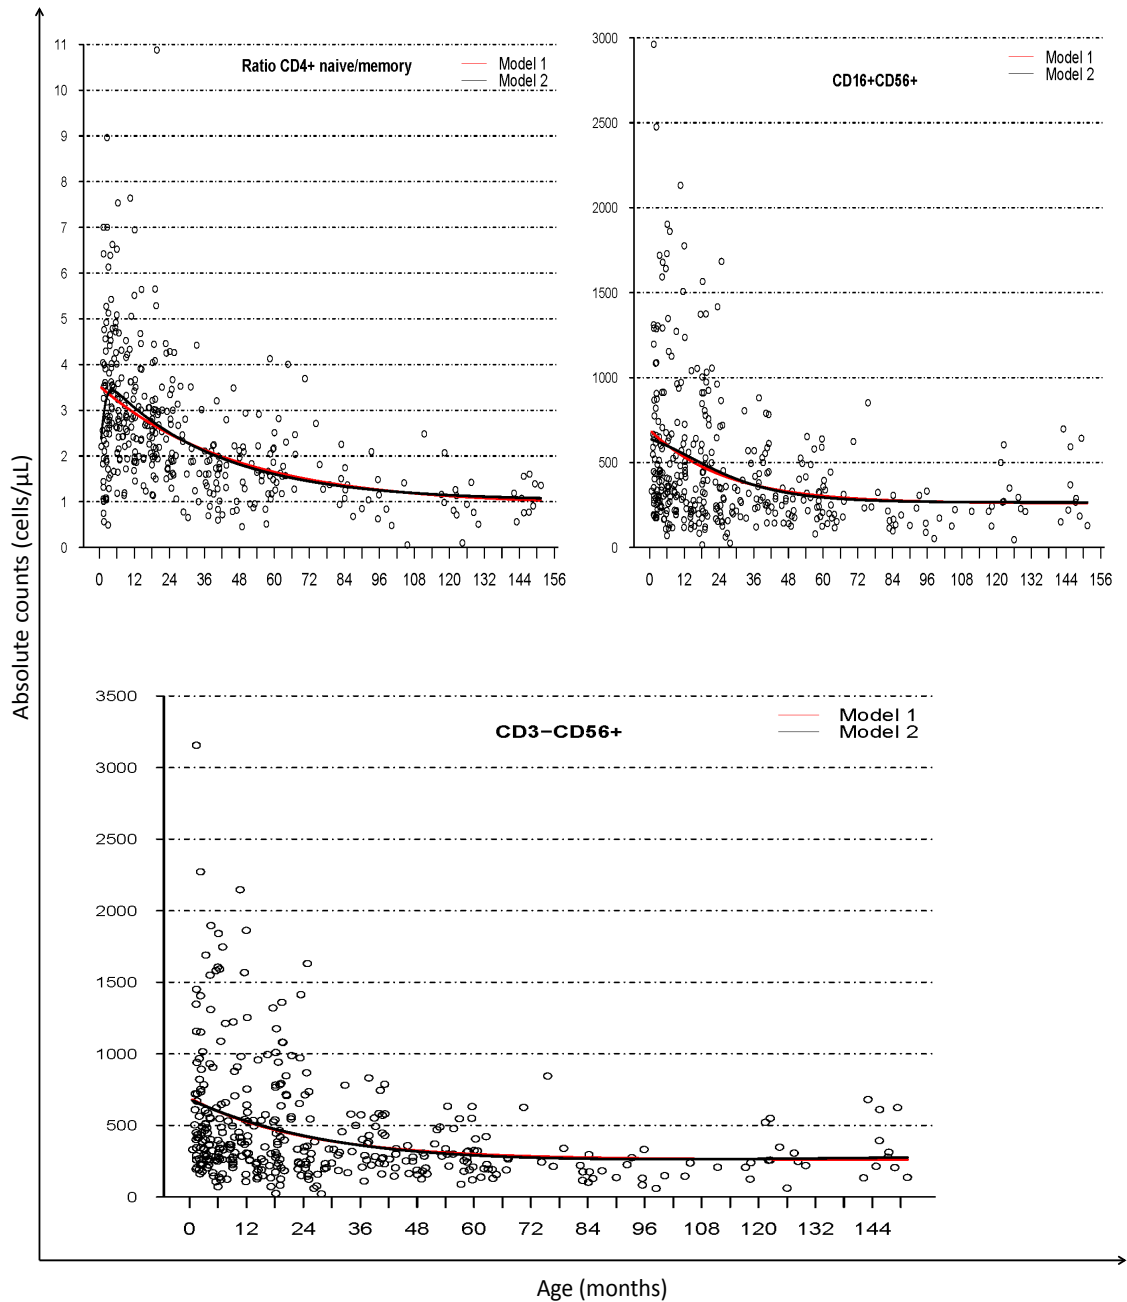 Absolute counts (cells/µL)
Ratio CD4+ naive/memory
Model 1
Model 2
11
10
9
8
7
6
5
4
3
2
1
0
0 12 24 36 48 60 72 84 96 108 120 132 144 156
CD16+CD56+
Model 1
Model 2
3000
2500
2000
1500
1000
500
0
0 12 24 36 48 60 72 84 96 108 120 132 144 156
CD3−CD56+
Model 1
Model 2
3500
3000
2500
2000
1500
1000
500
0
0 12 24 36 48 60 72 84 96 108 120 132 144
Age (months)